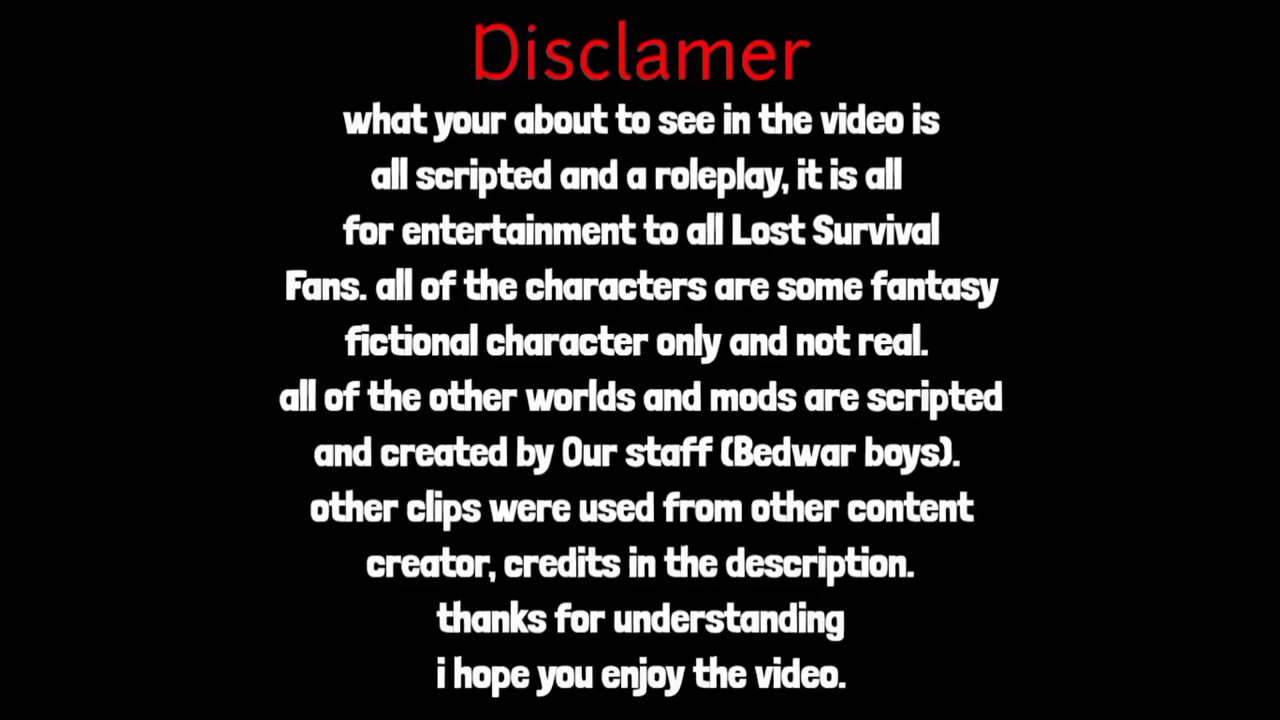 Disclamer
what your about to see in the video is
all scripted and a roleplay, it is all
for entertainment to all Lost Survival
Fans. all of the characters are some fantasy
fictional character only and not real.
all of the other worlds and mods are scripted
and created by Our staff (Bedwar boys).
other clips were used from other content
creator, credits in the description.
thanks for understanding
i hope you enjoy the video.